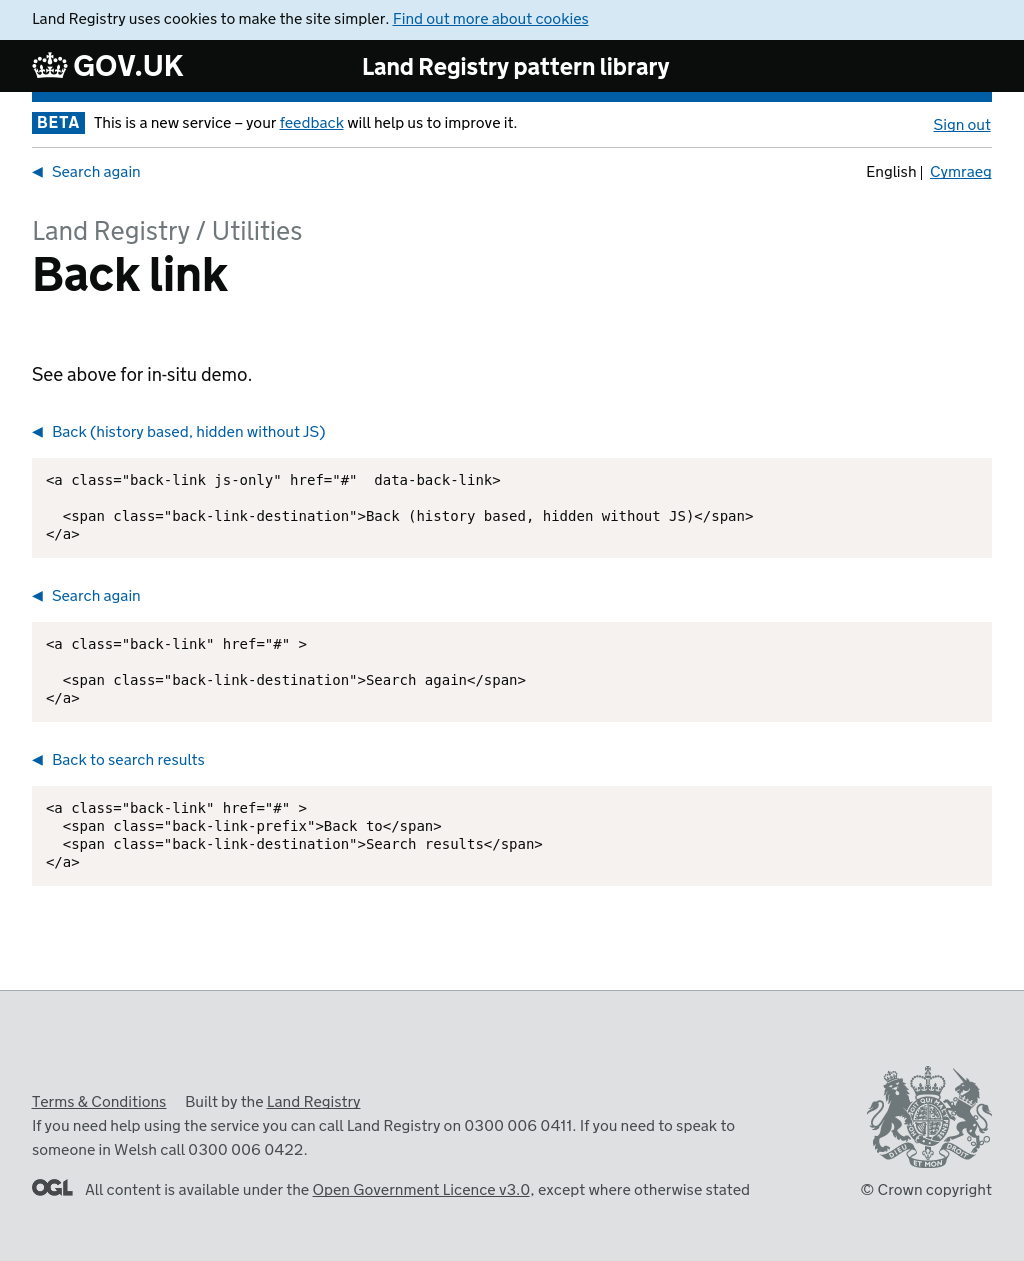 Land Registry uses cookies to make the site simpler. Find out more about cookies
GOV.UK
Land Registry pattern library
BETA This is a new service – your feedback will help us to improve it.
Sign out
◀ Search again
English | Cymraeg
Land Registry / Utilities
Back link
See above for in-situ demo.
◀ Back (history based, hidden without JS)
<a class="back-link js-only" href="#"  data-back-link>
  <span class="back-link-destination">Back (history based, hidden without JS)</span>
</a>
◀ Search again
<a class="back-link" href="#" >
  <span class="back-link-destination">Search again</span>
</a>
◀ Back to search results
<a class="back-link" href="#" >
  <span class="back-link-prefix">Back to</span>
  <span class="back-link-destination">Search results</span>
</a>
Terms & Conditions Built by the Land Registry
If you need help using the service you can call Land Registry on 0300 006 0411. If you need to speak to
someone in Welsh call 0300 006 0422.
OGL All content is available under the Open Government Licence v3.0, except where otherwise stated
DIEU ET MON DROIT
© Crown copyright